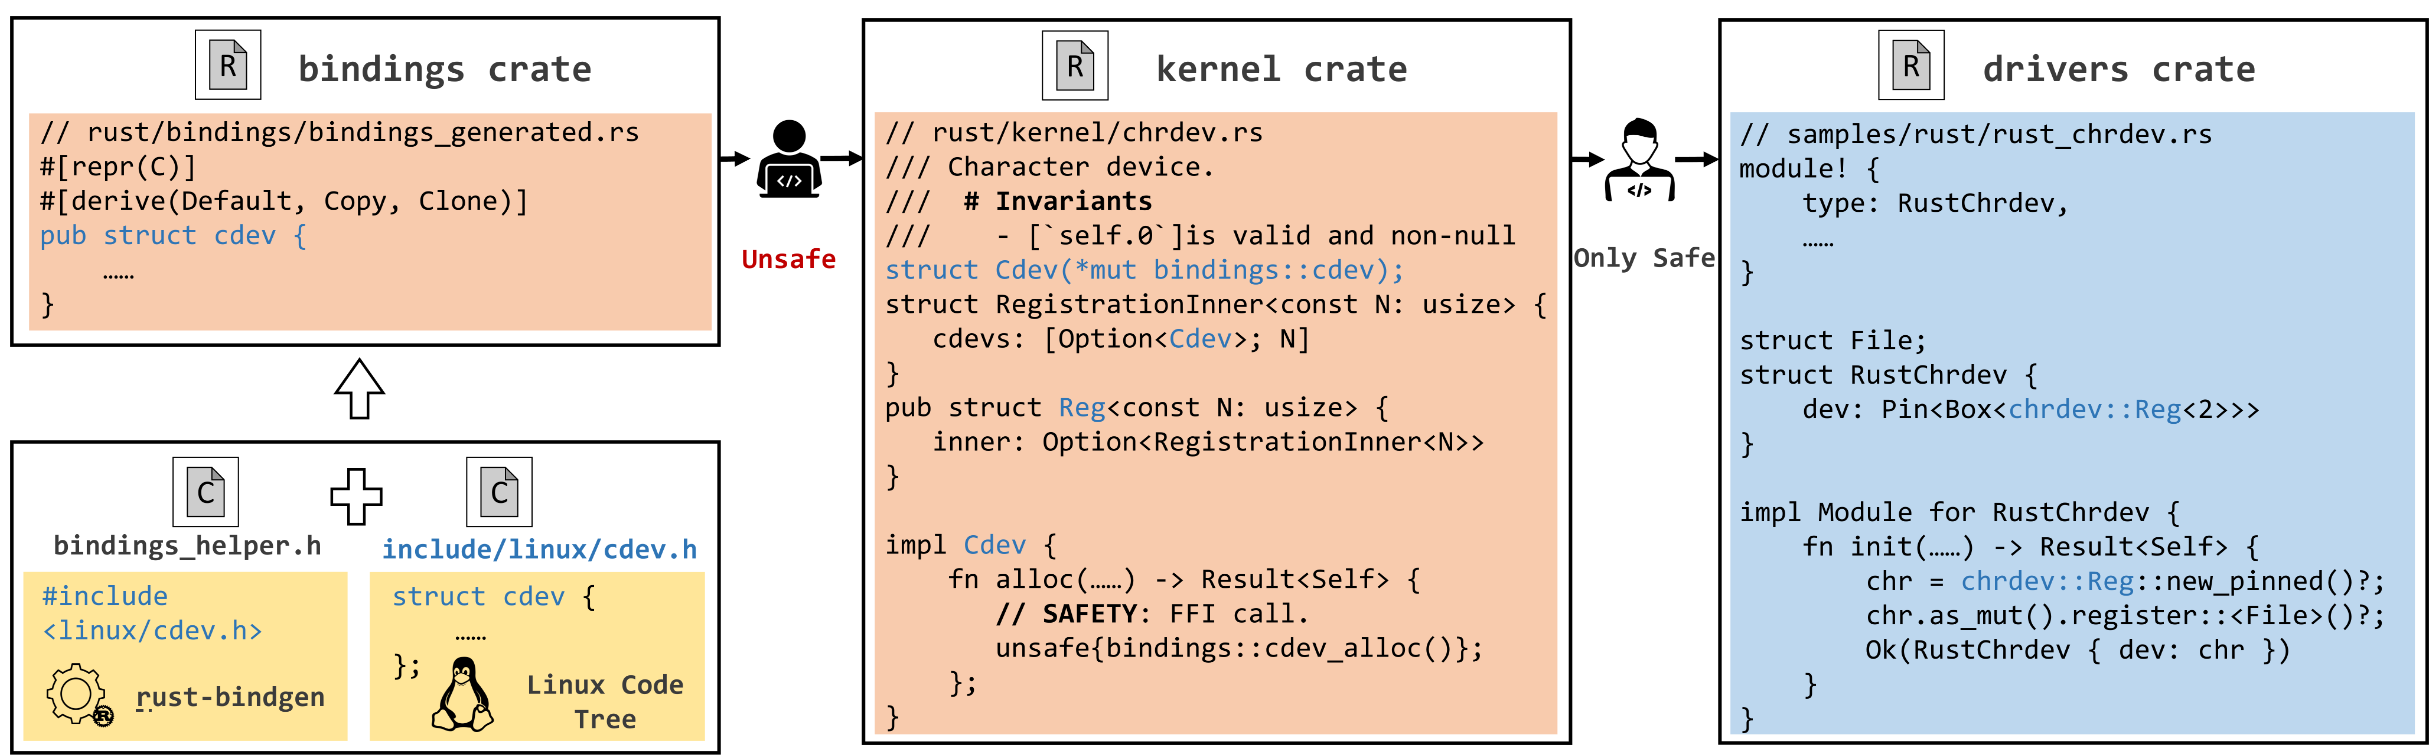 R
bindings crate
// rust/bindings/bindings_generated.rs
#[repr(C)]
#[derive(Default, Copy, Clone)]
pub struct cdev {
……
}
C
C
bindings_helper.h
include/linux/cdev.h
#include
<linux/cdev.h>
rust-bindgen
R
struct cdev {
……
};
Linux Code
Tree
</>
Unsafe
R
kernel crate
// rust/kernel/chrdev.rs
/// Character device.
///  # Invariants
///    - [`self.0`]is valid and non-null
struct Cdev(*mut bindings::cdev);
struct RegistrationInner<const N: usize> {
cdevs: [Option<Cdev>; N]
}
pub struct Reg<const N: usize> {
inner: Option<RegistrationInner<N>>
}
impl Cdev {
fn alloc(……) -> Result<Self> {
// SAFETY: FFI call.
unsafe{bindings::cdev_alloc()};
};
}
</>
Only Safe
R
drivers crate
// samples/rust/rust_chrdev.rs
module! {
type: RustChrdev,
……
}
struct File;
struct RustChrdev {
dev: Pin<Box<chrdev::Reg<2>>>
}
impl Module for RustChrdev {
fn init(……) -> Result<Self> {
chr = chrdev::Reg::new_pinned()?;
chr.as_mut().register::<File>()?;
Ok(RustChrdev { dev: chr })
}
}